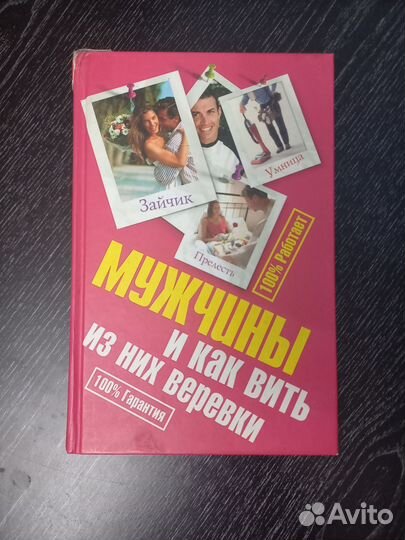 Зайчик
Умница
Прелесть
100% Работает
МУЖЧИНЫ
и как вить
из них веревки
100% Гарантия
Avito